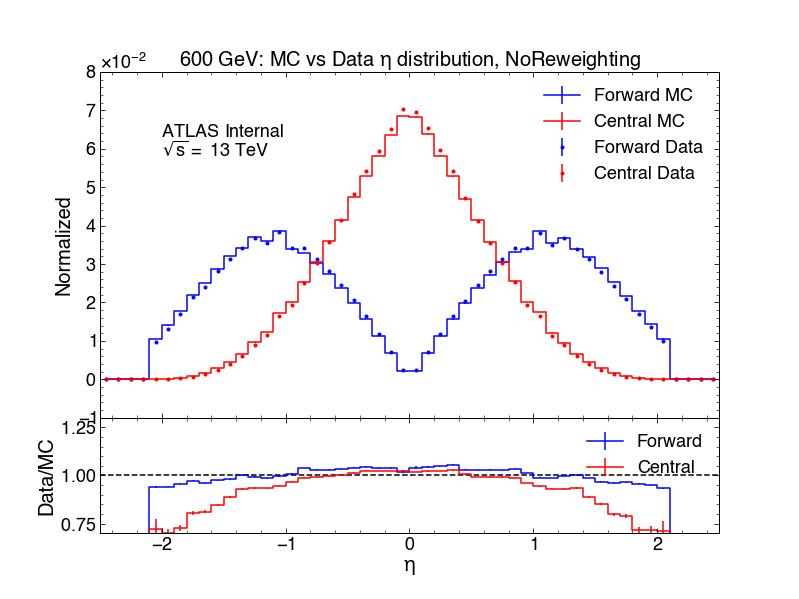 ×10⁻² 600 GeV: MC vs Data η distribution, NoReweighting
8
7
6
5
4
3
2
1
0
−1
Normalized
ATLAS Internal
√s = 13 TeV
Forward MC
Central MC
Forward Data
Central Data
1.25
1.00
0.75
Data/MC
Forward
Central
−2 −1 0 1 2
η